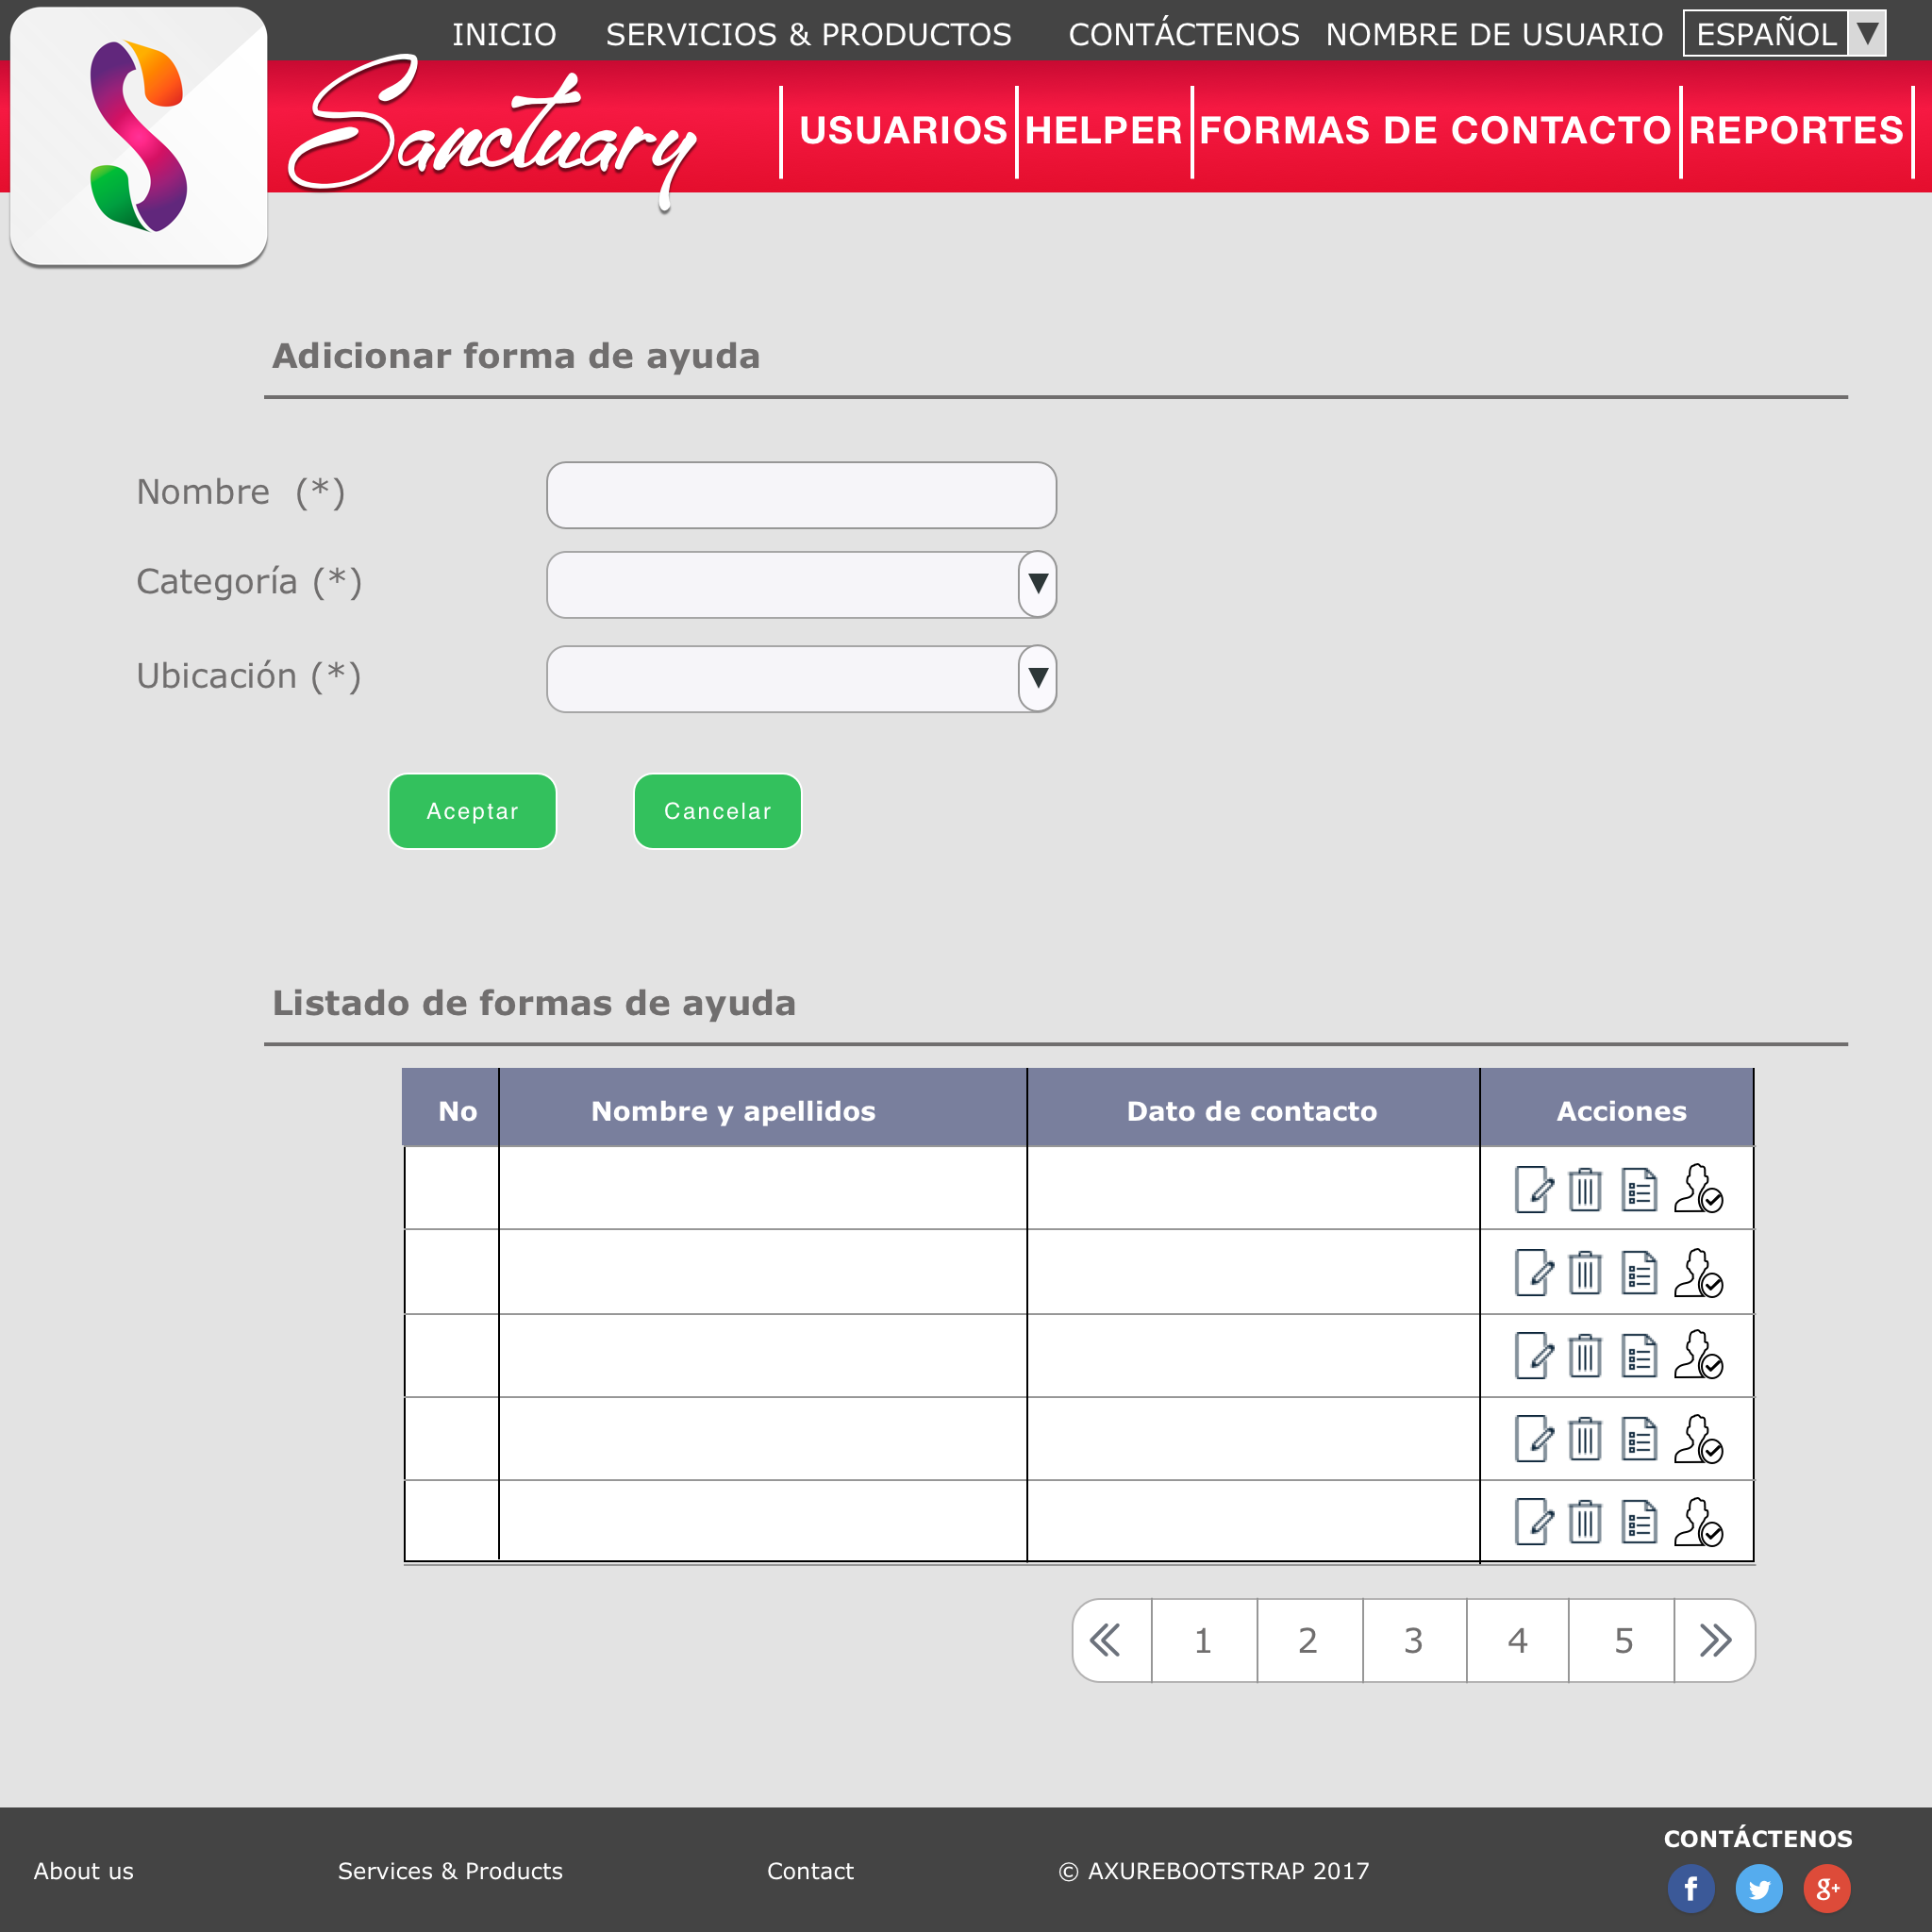 INICIO SERVICIOS & PRODUCTOS CONTÁCTENOS NOMBRE DE USUARIO ESPAÑOL
Sanctuary
USUARIOS HELPER FORMAS DE CONTACTO REPORTES
Adicionar forma de ayuda
Nombre (*)
Categoría (*)
Ubicación (*)
Aceptar Cancelar
Listado de formas de ayuda
No Nombre y apellidos Dato de contacto Acciones
1 2 3 4 5
CONTÁCTENOS
About us Services & Products Contact © AXUREBOOTSTRAP 2017